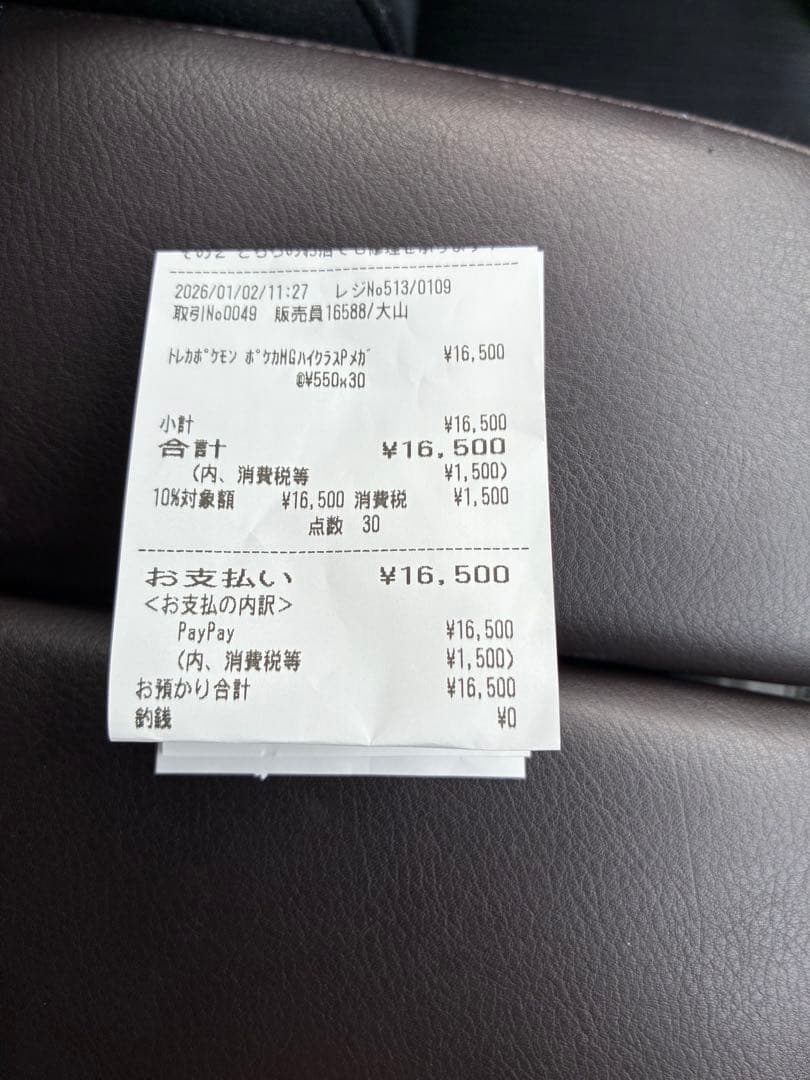 2026/01/02/11:27 レジNo513/0109
取引No0049 販売員16588/大山
ﾄﾚｶﾎﾟｹﾓﾝ ﾎﾟｹｶMGﾊｲｸﾗｽPﾒｶﾞ ¥16,500
@¥550x30
小計 ¥16,500
合計 ¥16,500
(内、消費税等 ¥1,500)
10%対象額 ¥16,500 消費税 ¥1,500
点数 30
お支払い ¥16,500
<お支払の内訳>
PayPay ¥16,500
(内、消費税等 ¥1,500)
お預かり合計 ¥16,500
釣銭 ¥0